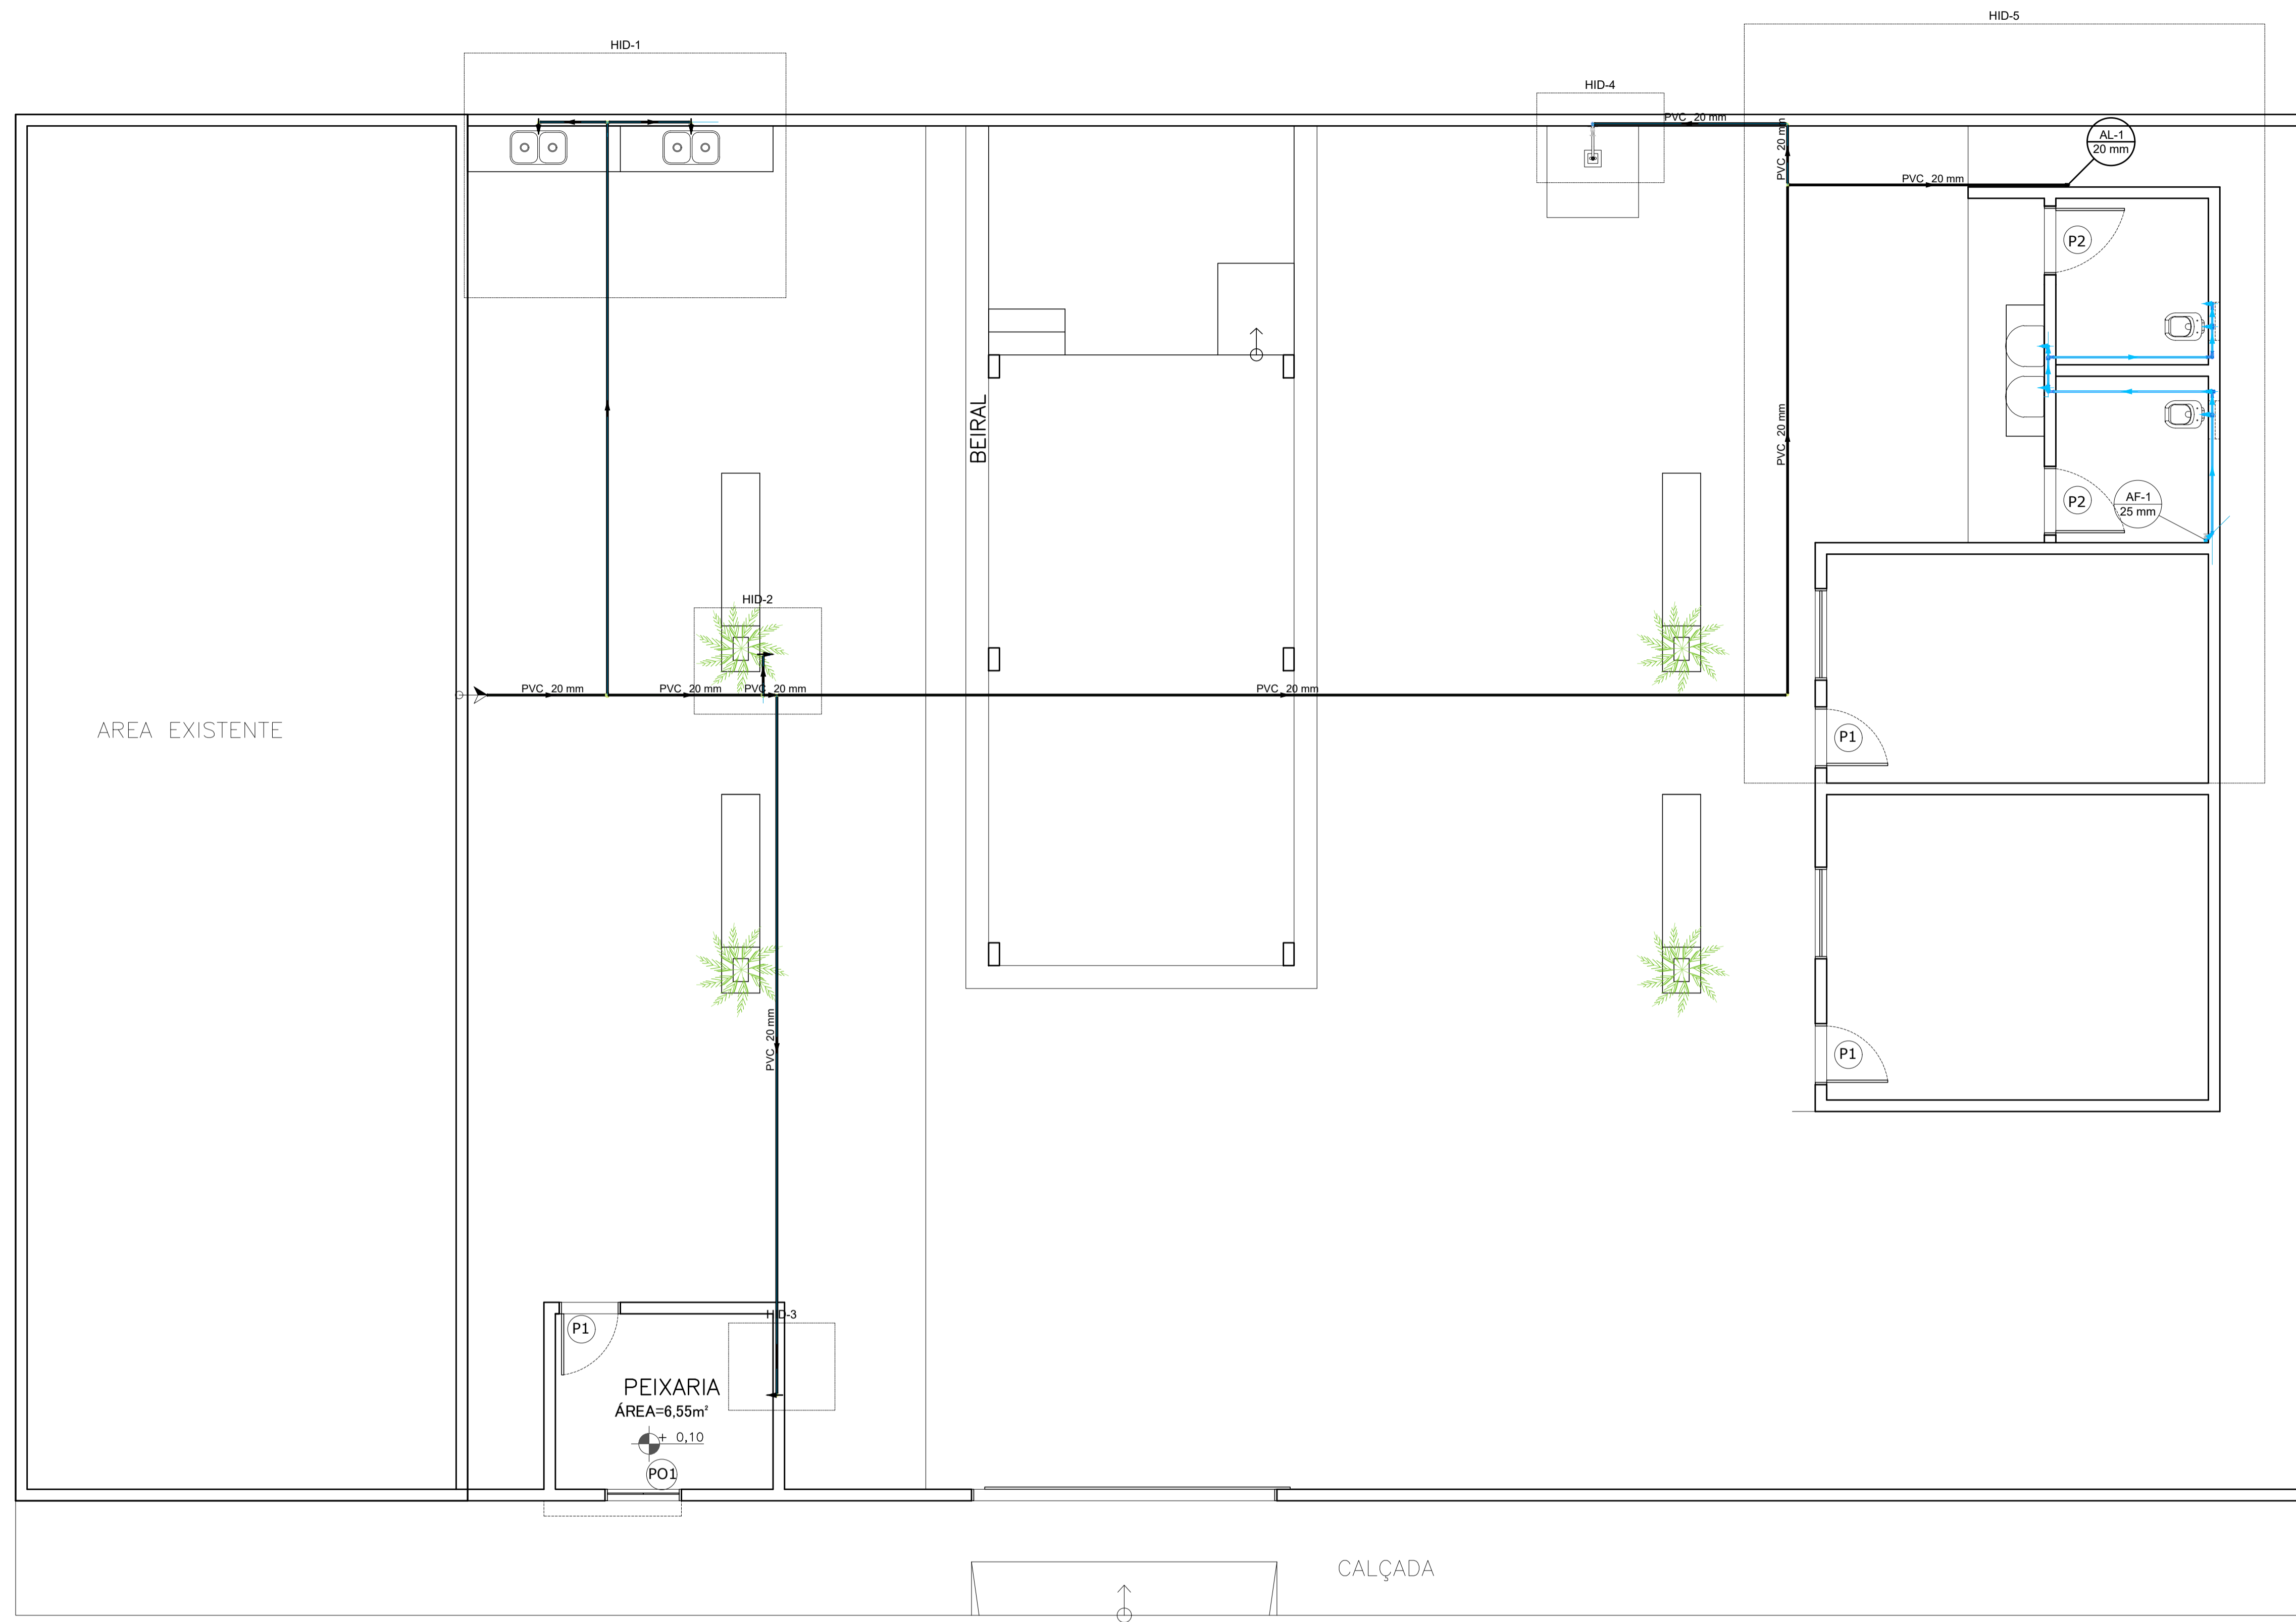 HID-5
HID-1
HID-4
PVC 20 mm
PVC 20 mm
AL-1
20 mm
PVC 20 mm
P2
BEIRAL
PVC 20 mm
P2
AF-1
25 mm
HID-2
PVC 20 mm
PVC 20 mm
PVC 20 mm
PVC 20 mm
AREA EXISTENTE
P1
PVC 20 mm
P1
HID-3
P1
PEIXARIA
ÁREA=6,55m²
+ 0,10
PO1
CALÇADA